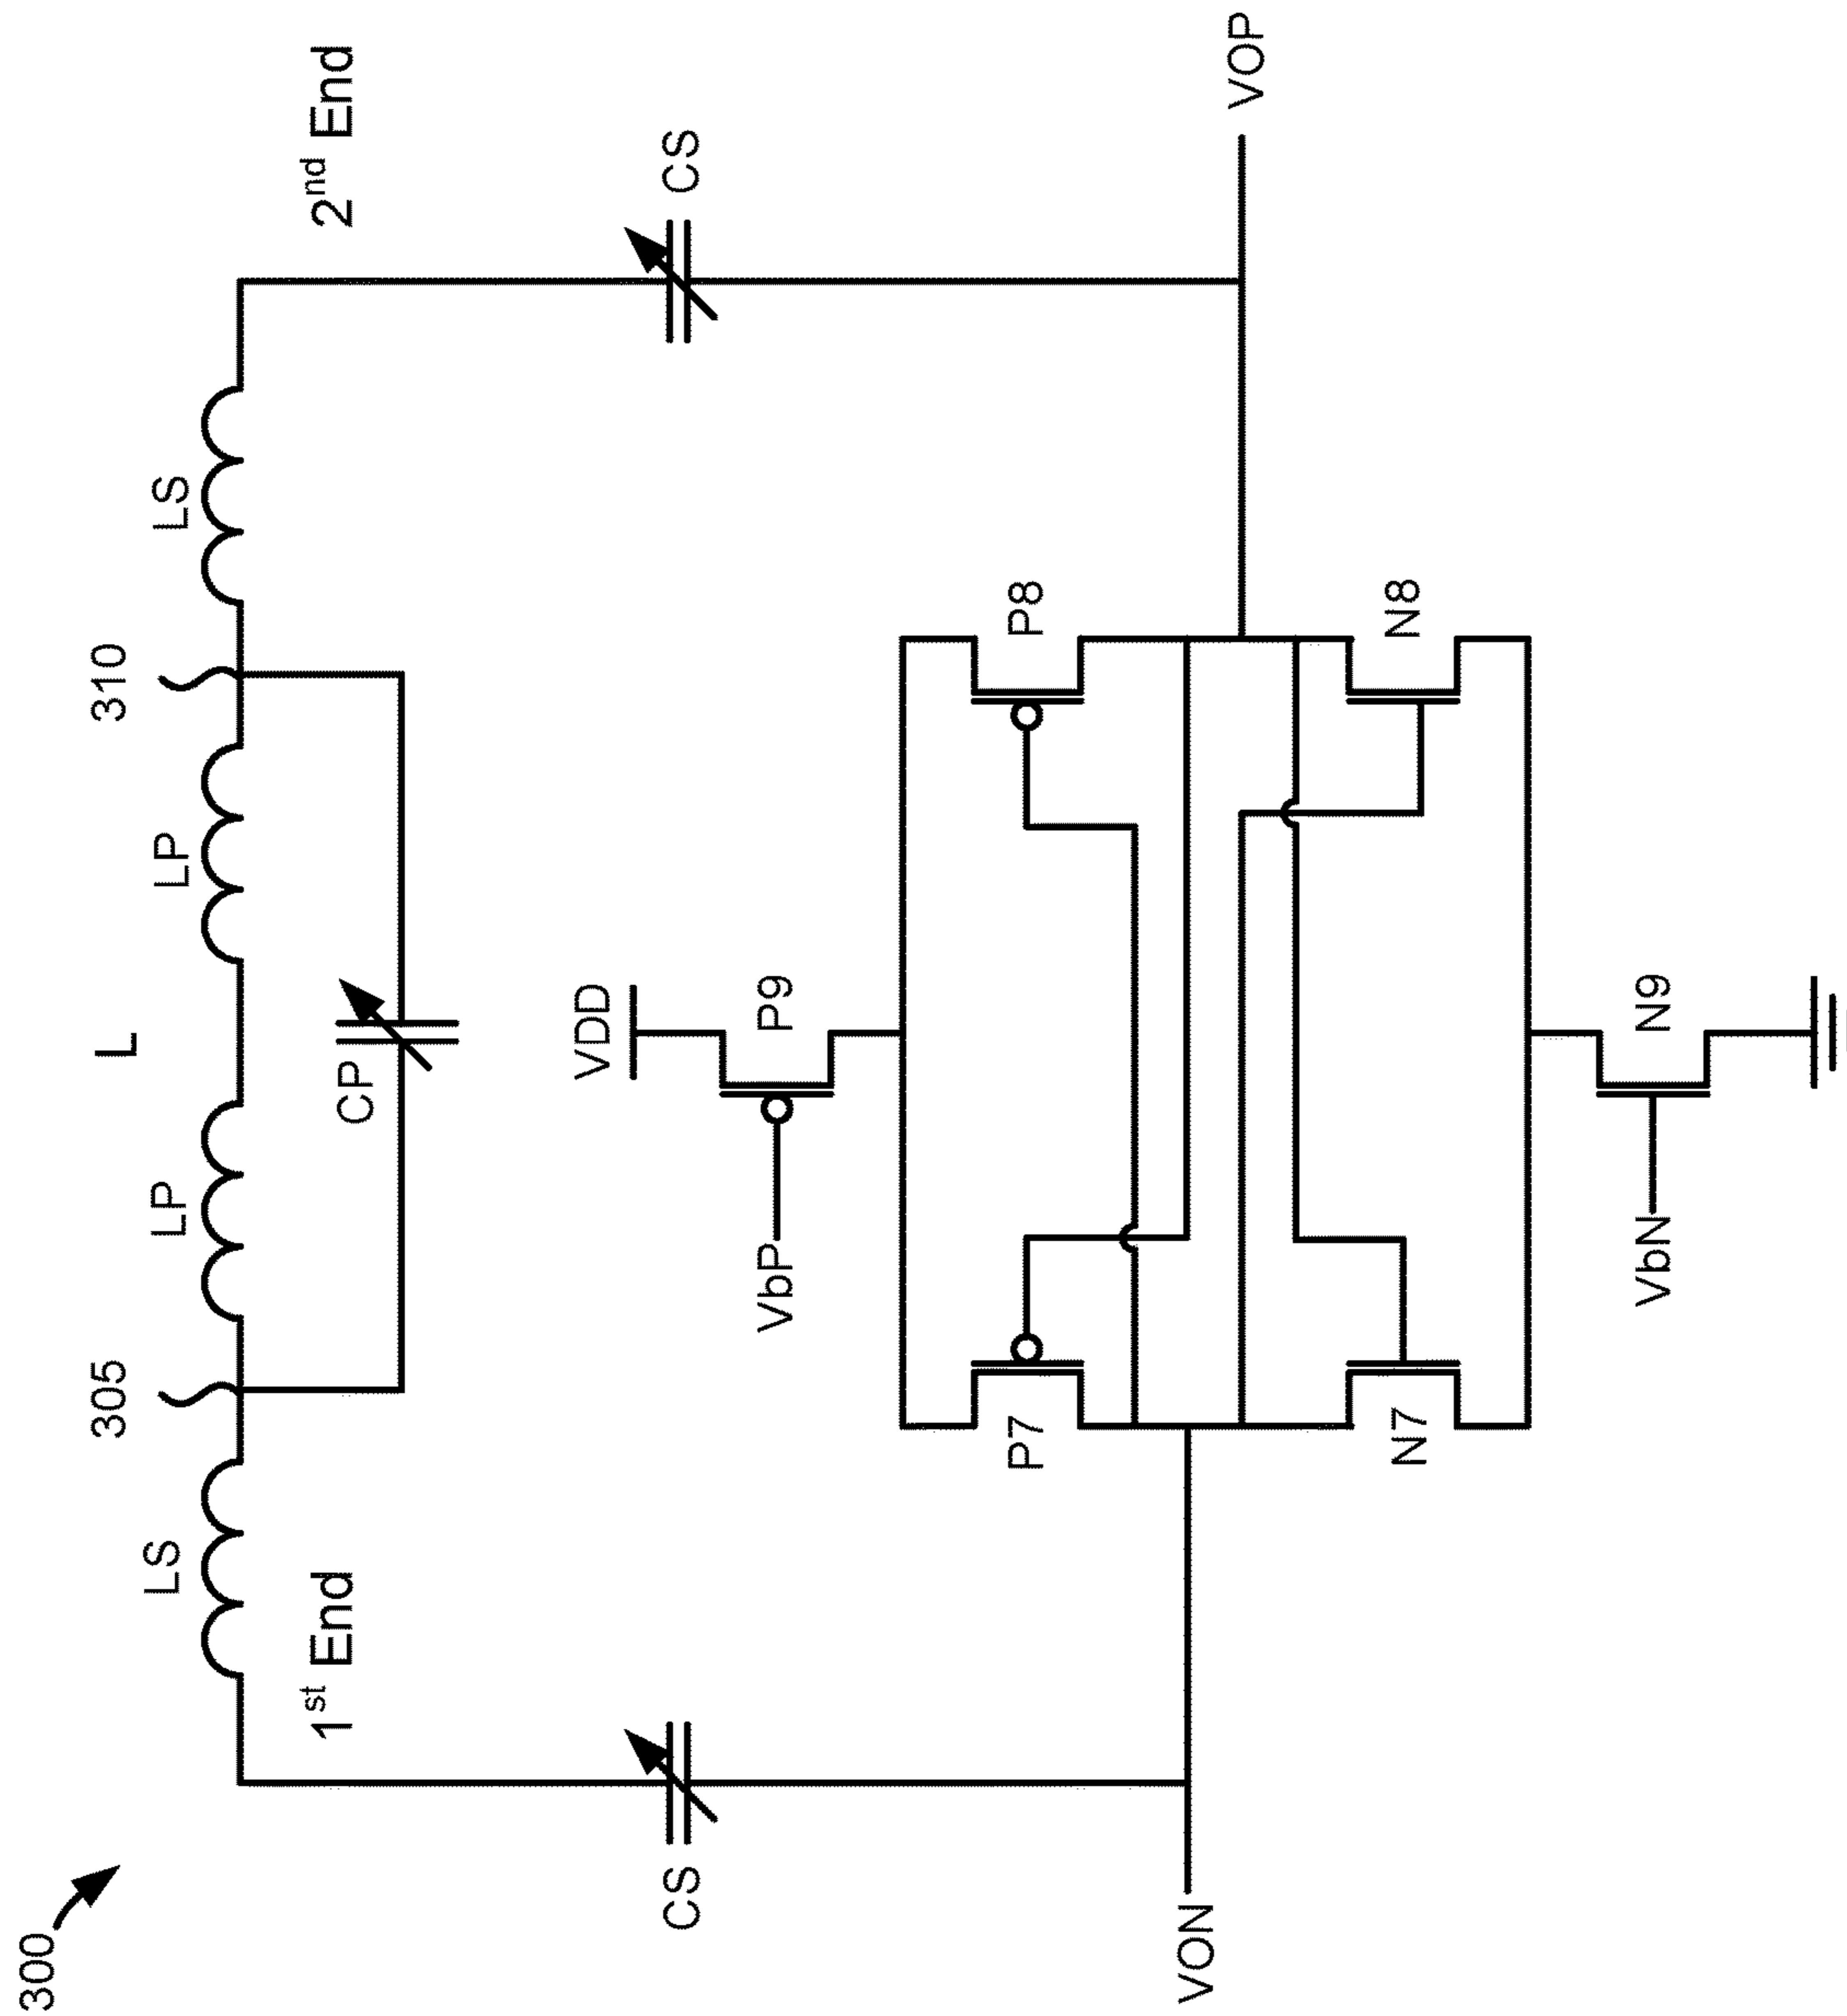 300
L
305
310
LS
LP
LP
LS
1st End
CP
2nd End
CS
CS
VDD
VbP
P9
P7
P8
VON
VOP
N7
N8
VbN
N9